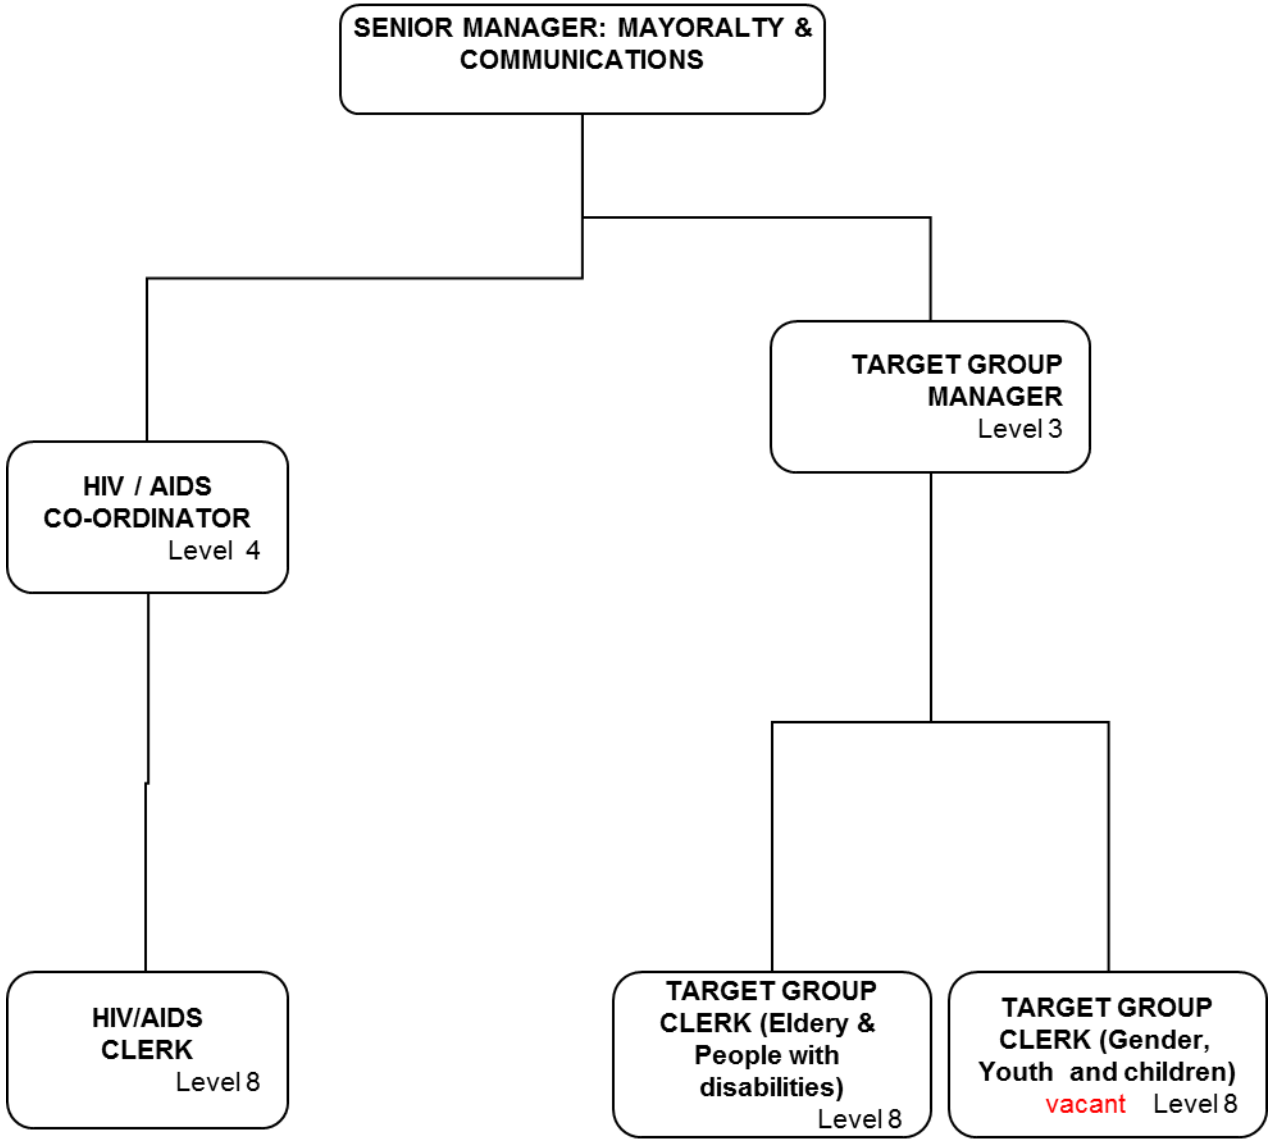 SENIOR MANAGER: MAYORALTY &
COMMUNICATIONS
TARGET GROUP
MANAGER
Level 3
HIV / AIDS
CO-ORDINATOR
Level 4
HIV/AIDS
CLERK
Level 8
TARGET GROUP
CLERK (Eldery &
People with
disabilities)
Level 8
TARGET GROUP
CLERK (Gender,
Youth and children)
vacant Level 8